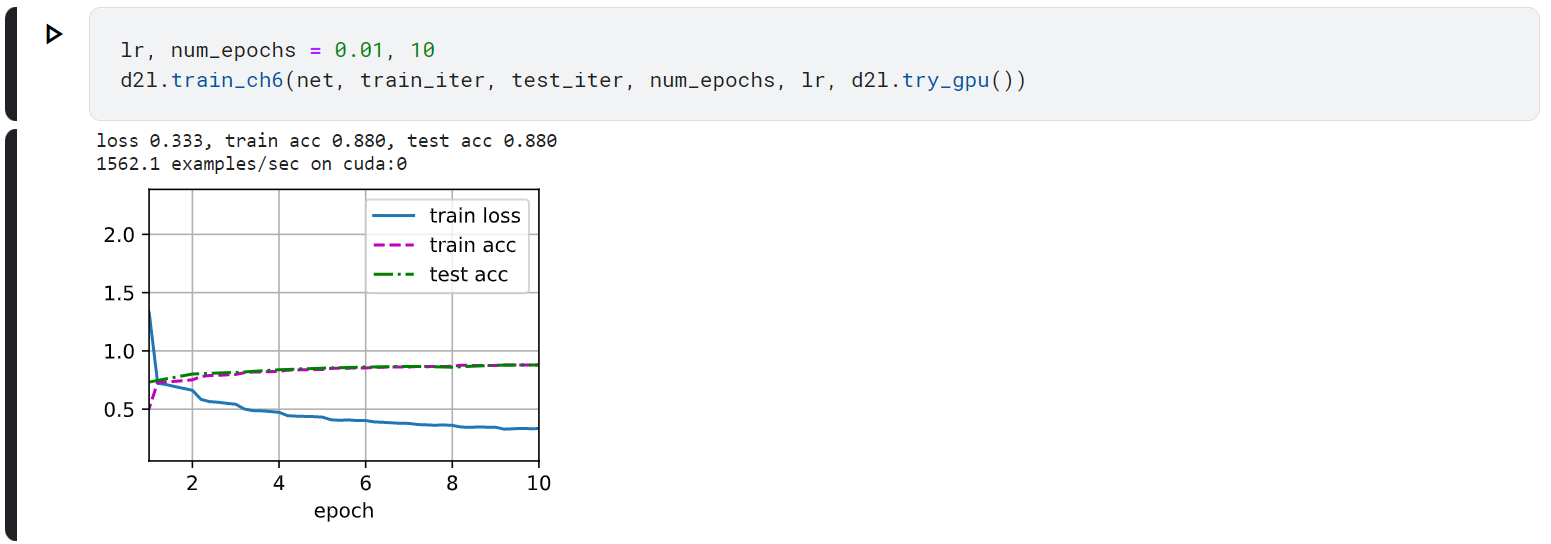 lr, num_epochs = 0.01, 10
d2l.train_ch6(net, train_iter, test_iter, num_epochs, lr, d2l.try_gpu())
loss 0.333, train acc 0.880, test acc 0.880
1562.1 examples/sec on cuda:0
train loss
train acc
test acc
2.0
1.5
1.0
0.5
2 4 6 8 10
epoch